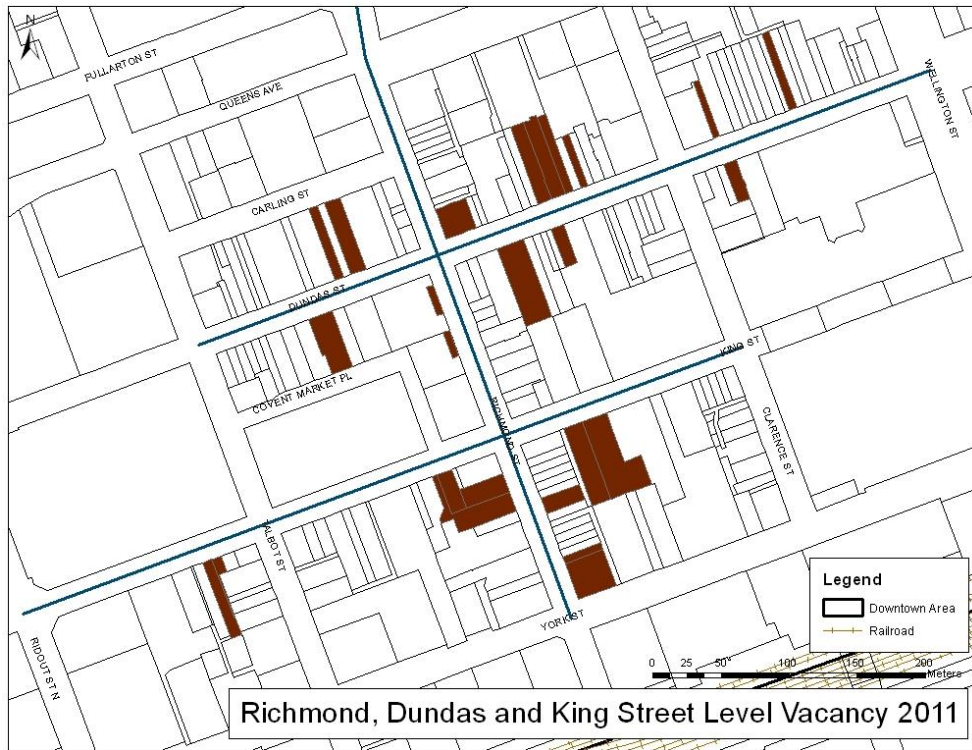 N
FULLARTON ST
QUEENS AVE
WELLINGTON ST
CARLING ST
DUNDAS ST
KING ST
COVENT MARKET PL
RICHMOND ST
CLARENCE ST
TALBOT ST
YORK ST
RIDOUT ST N
Legend
Downtown Area
Railroad
0 25 50 100 150 200
Meters
Richmond, Dundas and King Street Level Vacancy 2011